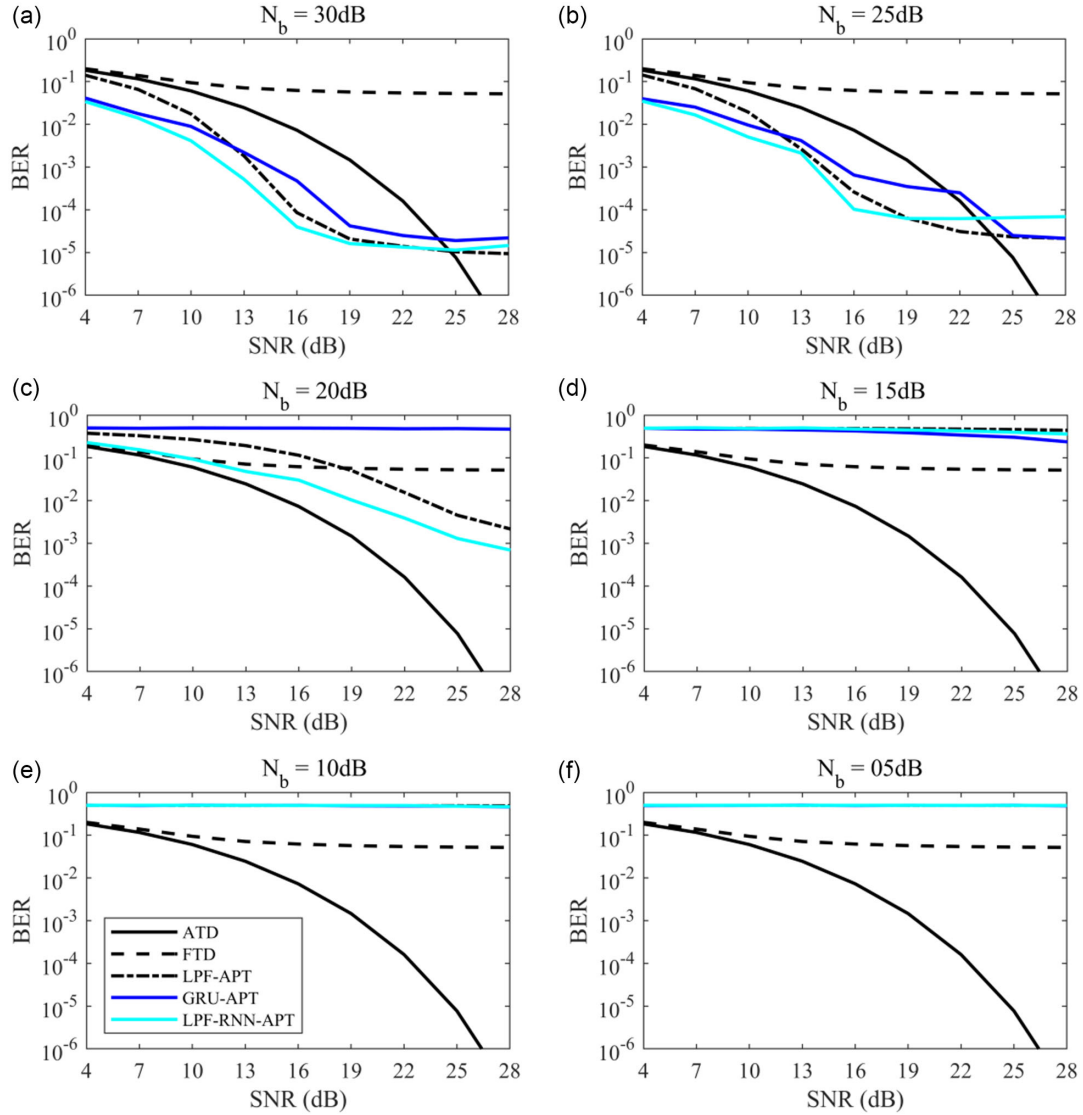 (a)
N_b = 30dB
10^0
10^-1
10^-2
10^-3
10^-4
10^-5
10^-6
BER
4 7 10 13 16 19 22 25 28
SNR (dB)
(b)
N_b = 25dB
10^0
10^-1
10^-2
10^-3
10^-4
10^-5
10^-6
BER
4 7 10 13 16 19 22 25 28
SNR (dB)
(c)
N_b = 20dB
10^0
10^-1
10^-2
10^-3
10^-4
10^-5
10^-6
BER
4 7 10 13 16 19 22 25 28
SNR (dB)
(d)
N_b = 15dB
10^0
10^-1
10^-2
10^-3
10^-4
10^-5
10^-6
BER
4 7 10 13 16 19 22 25 28
SNR (dB)
(e)
N_b = 10dB
10^0
10^-1
10^-2
10^-3
10^-4
10^-5
10^-6
BER
ATD
FTD
LPF-APT
GRU-APT
LPF-RNN-APT
4 7 10 13 16 19 22 25 28
SNR (dB)
(f)
N_b = 05dB
10^0
10^-1
10^-2
10^-3
10^-4
10^-5
10^-6
BER
4 7 10 13 16 19 22 25 28
SNR (dB)